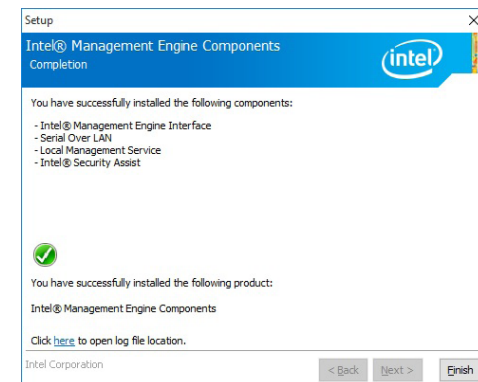 Setup
Intel® Management Engine Components
Completion
intel
You have successfully installed the following components:
- Intel® Management Engine Interface
- Serial Over LAN
- Local Management Service
- Intel® Security Assist
You have successfully installed the following product:
Intel® Management Engine Components
Click here to open log file location.
Intel Corporation
< Back Next > Finish